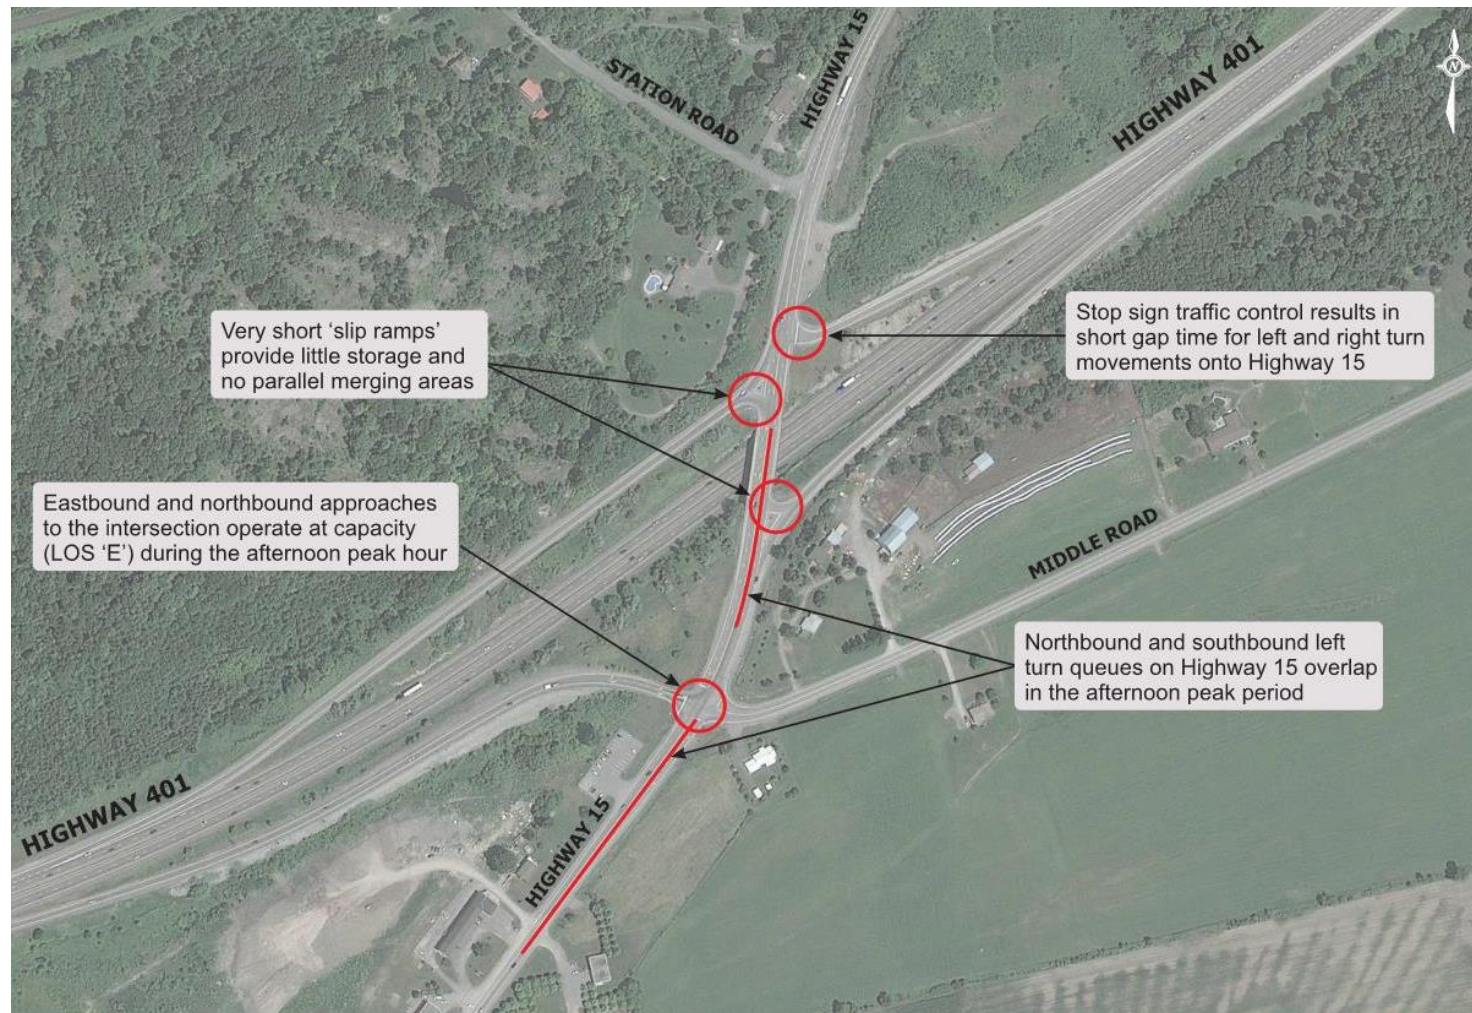 HIGHWAY 15
HIGHWAY 401
STATION ROAD
N
Very short ‘slip ramps’
provide little storage and
no parallel merging areas
Stop sign traffic control results in
short gap time for left and right turn
movements onto Highway 15
Eastbound and northbound approaches
to the intersection operate at capacity
(LOS ‘E’) during the afternoon peak hour
MIDDLE ROAD
Northbound and southbound left
turn queues on Highway 15 overlap
in the afternoon peak period
HIGHWAY 401
HIGHWAY 15